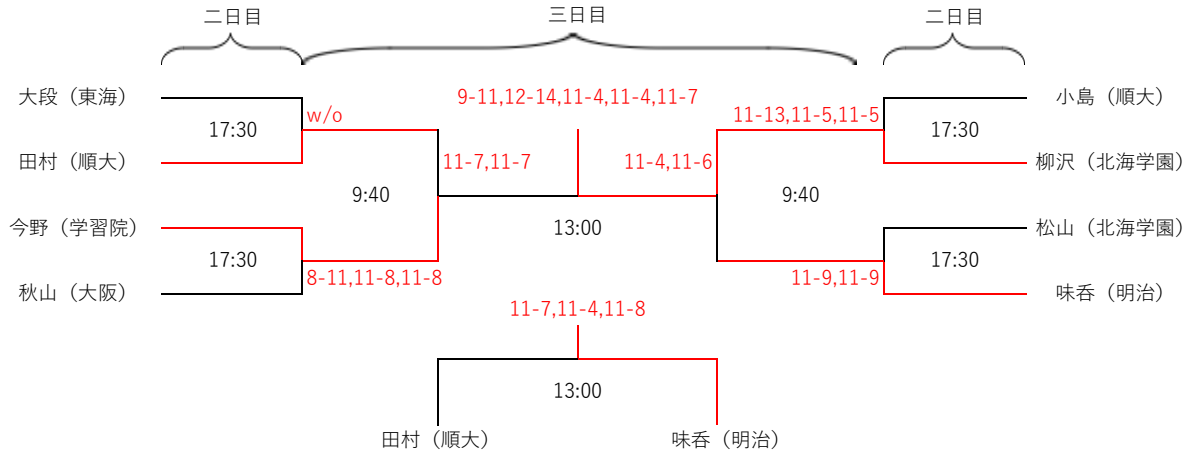 二日目
三日目
二日目
大段（東海）
9-11,12-14,11-4,11-4,11-7
小島（順大）
17:30
w/o
11-13,11-5,11-5
17:30
田村（順大）
11-7,11-7
11-4,11-6
柳沢（北海学園）
9:40
9:40
今野（学習院）
13:00
松山（北海学園）
17:30
17:30
8-11,11-8,11-8
11-9,11-9
秋山（大阪）
味呑（明治）
11-7,11-4,11-8
13:00
田村（順大）
味呑（明治）